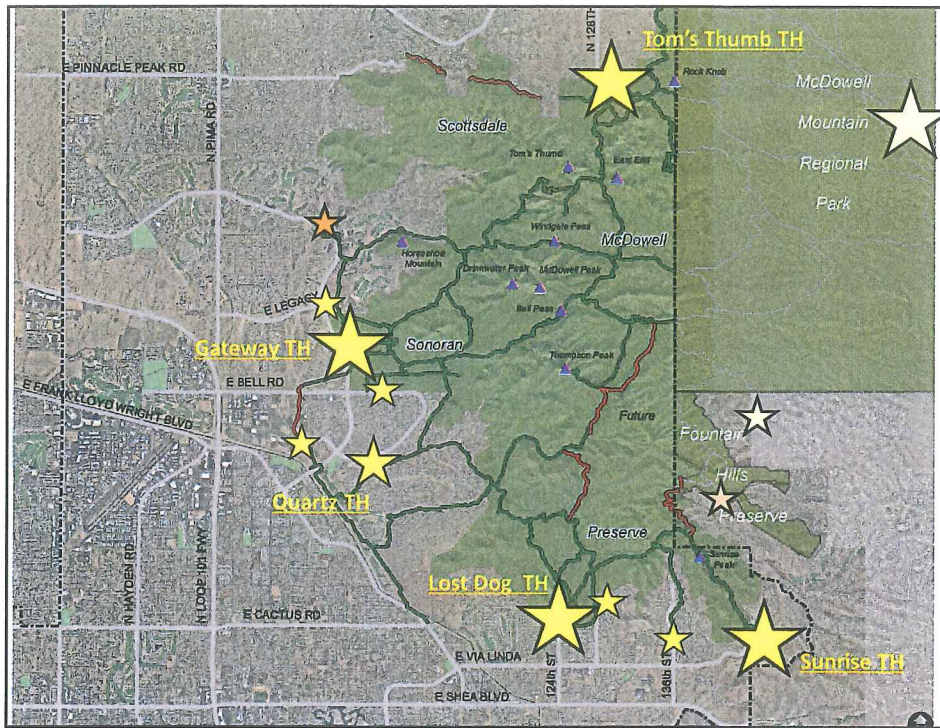 N 128TH
Tom's Thumb TH
E PINNACLE PEAK RD
Rock Knob
McDowell
Mountain
Regional
Park
N PIMA RD
Scottsdale
Tom's Thumb
East End
Windgate Pass
McDowell
Horseshoe
Mountain
Drinkwater Peak
McDowell Peak
E LEGACY
Bell Pass
Gateway TH
Sonoran
Thompson Peak
E BELL RD
E FRANK LLOYD WRIGHT BLVD
Future
Fountain
Hills
Preserve
Quartz TH
Preserve
Sunrise
Peak
N HAYDEN RD
N LOOP 101 FWY
Lost Dog TH
E CACTUS RD
E VIA LINDA
124th ST
136th ST
Sunrise TH
E SHEA BLVD